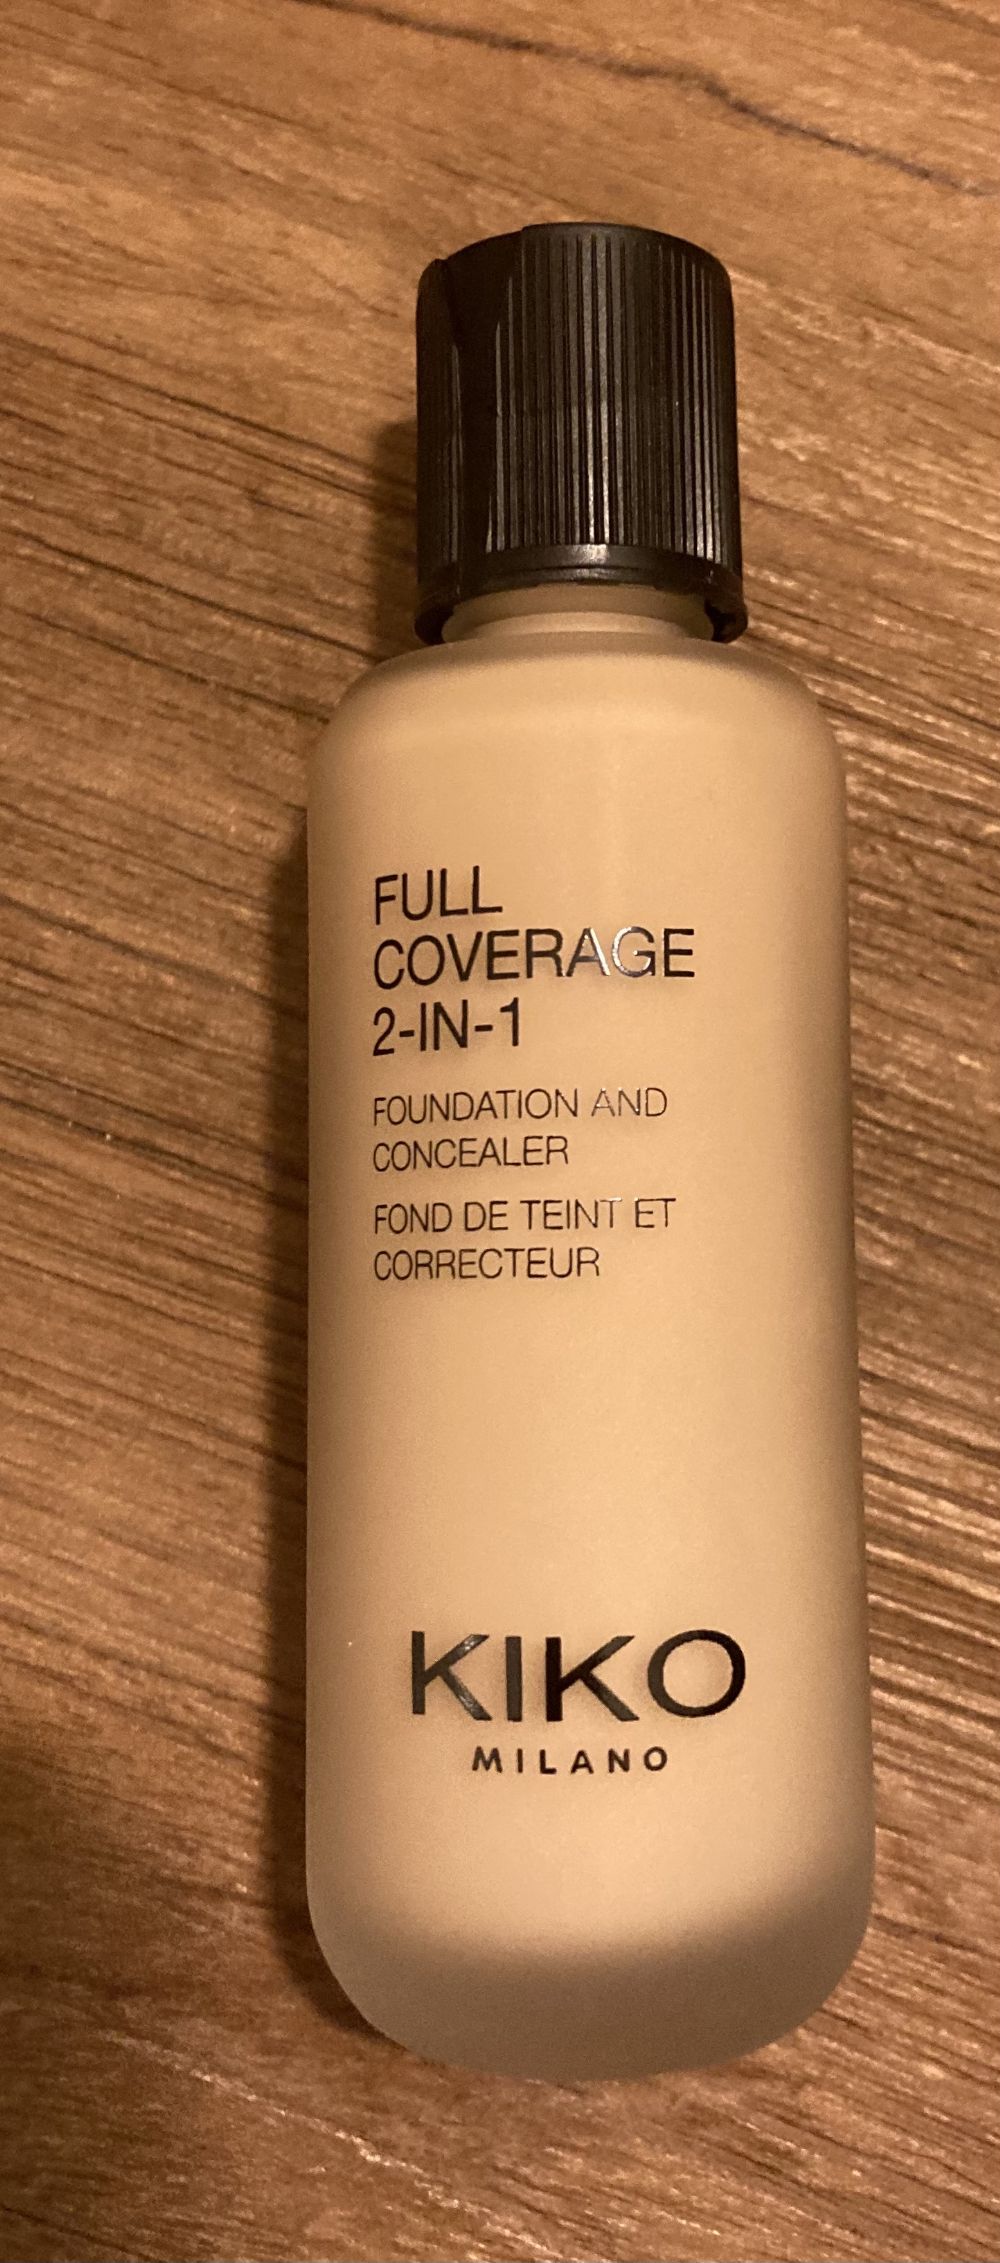 FULL
COVERAGE
2-IN-1
FOUNDATION AND
CONCEALER
FOND DE TEINT ET
CORRECTEUR
KIKO
MILANO